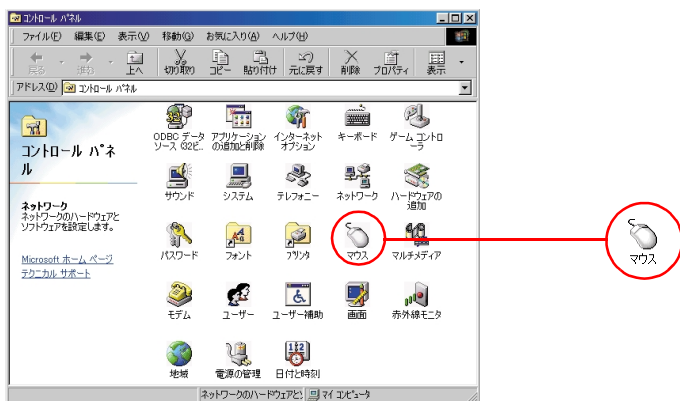 コントロール パネル
ファイル(F) 編集(E) 表示(V) 移動(G) お気に入り(A) ヘルプ(H)
戻る 進む 上へ 切り取り コピー 貼り付け 元に戻す 削除 プロパティ 表示
アドレス(D) コントロール パネル
コントロール パネ
ル
ネットワーク
ネットワークのハードウェアと
ソフトウェアを設定します。
Microsoft ホーム ページ
テクニカル サポート
ODBC データ
ソース (32ビ...
アプリケーション
の追加と削除
インターネット
オプション
キーボード
ゲーム コントロ
ーラ
サウンド
システム
テレフォニー
ネットワーク
ハードウェアの
追加
パスワード
フォント
プリンタ
マウス
マルチメディア
モデム
ユーザー
ユーザー補助
画面
赤外線モニタ
地域
電源の管理
日付と時刻
ネットワークのハードウェアと: マイ コンピュータ
マウス